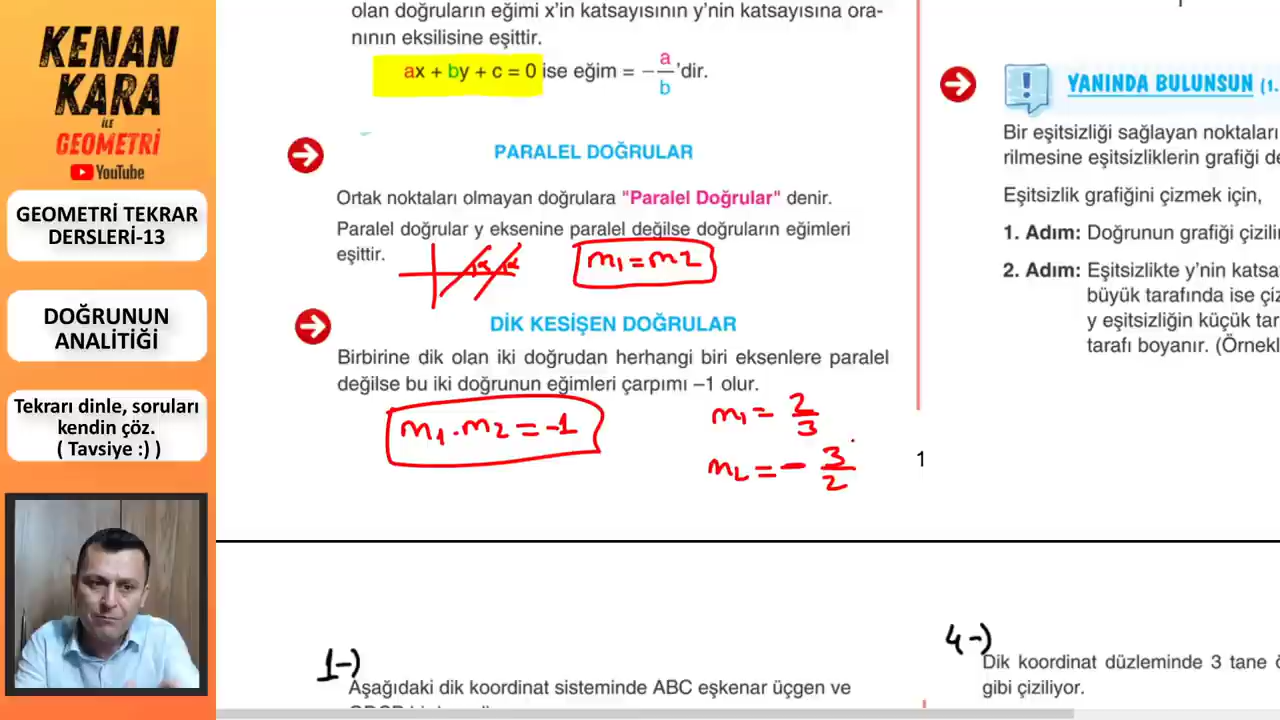 KENAN
KARA
İLE
GEOMETRİ
YouTube
GEOMETRİ TEKRAR
DERSLERİ-13
DOĞRUNUN
ANALİTİĞİ
Tekrarı dinle, soruları
kendin çöz.
( Tavsiye :) )
olan doğruların eğimi x'in katsayısının y'nin katsayısına ora-
nının eksilisine eşittir.
ax + by + c = 0 ise eğim = -a/b 'dir.
PARALEL DOĞRULAR
Ortak noktaları olmayan doğrulara "Paralel Doğrular" denir.
Paralel doğrular y eksenine paralel değilse doğruların eğimleri
eşittir.
α α
m1 = m2
DİK KESİŞEN DOĞRULAR
Birbirine dik olan iki doğrudan herhangi biri eksenlere paralel
değilse bu iki doğrunun eğimleri çarpımı –1 olur.
m1 . m2 = -1
m1 = 2/3
m2 = - 3/2
1
1-)
Aşağıdaki dik koordinat sisteminde ABC eşkenar üçgen ve
YANINDA BULUNSUN (1.
Bir eşitsizliği sağlayan noktaları
rilmesine eşitsizliklerin grafiği de
Eşitsizlik grafiğini çizmek için,
1. Adım: Doğrunun grafiği çizili
2. Adım: Eşitsizlikte y'nin katsa
büyük tarafında ise çiz
y eşitsizliğin küçük tar
tarafı boyanır. (Örnekl
4-)
Dik koordinat düzleminde 3 tane
gibi çiziliyor.